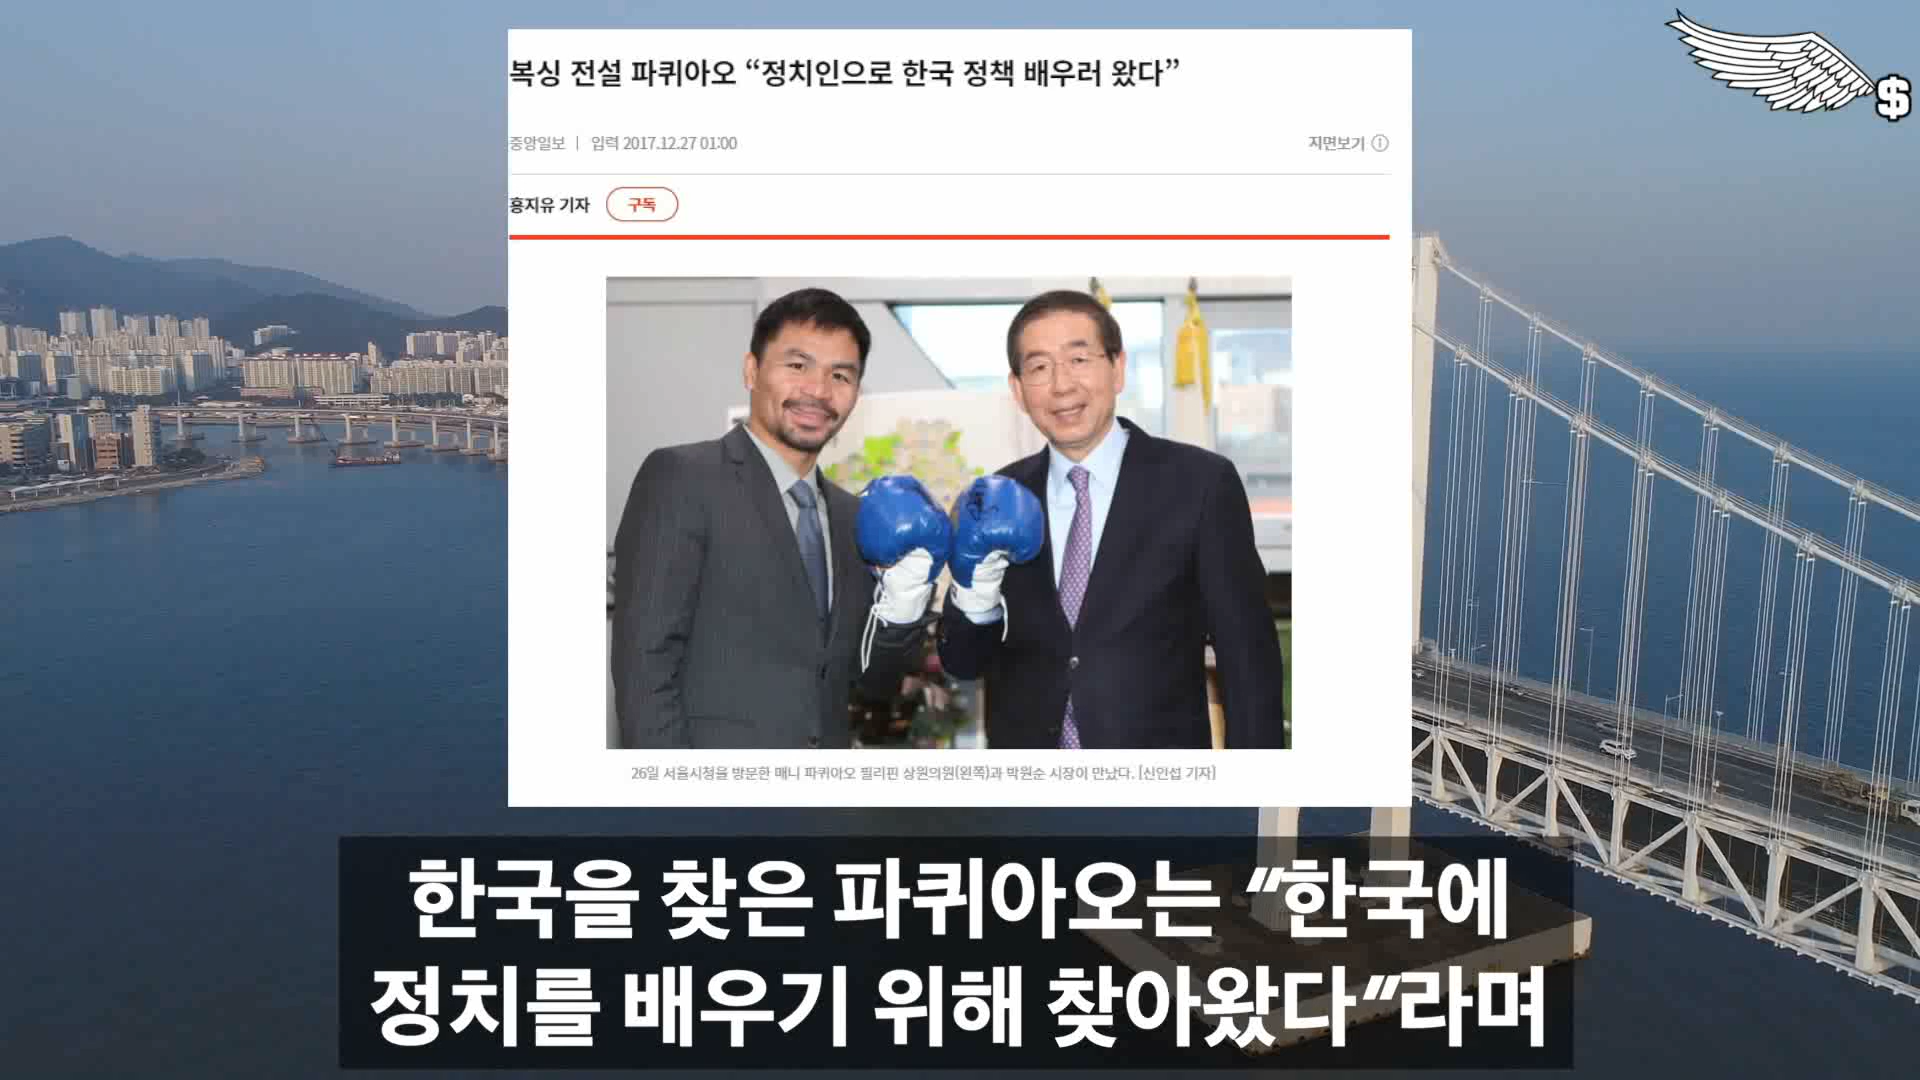 복싱 전설 파퀴아오 “정치인으로 한국 정책 배우러 왔다”
중앙일보 | 입력 2017.12.27 01:00
지면보기
홍지유 기자 구독
26일 서울시청을 방문한 매니 파퀴아오 필리핀 상원의원(왼쪽)과 박원순 시장이 만났다. [신인섭 기자]
한국을 찾은 파퀴아오는 “한국에
정치를 배우기 위해 찾아왔다”라며
$